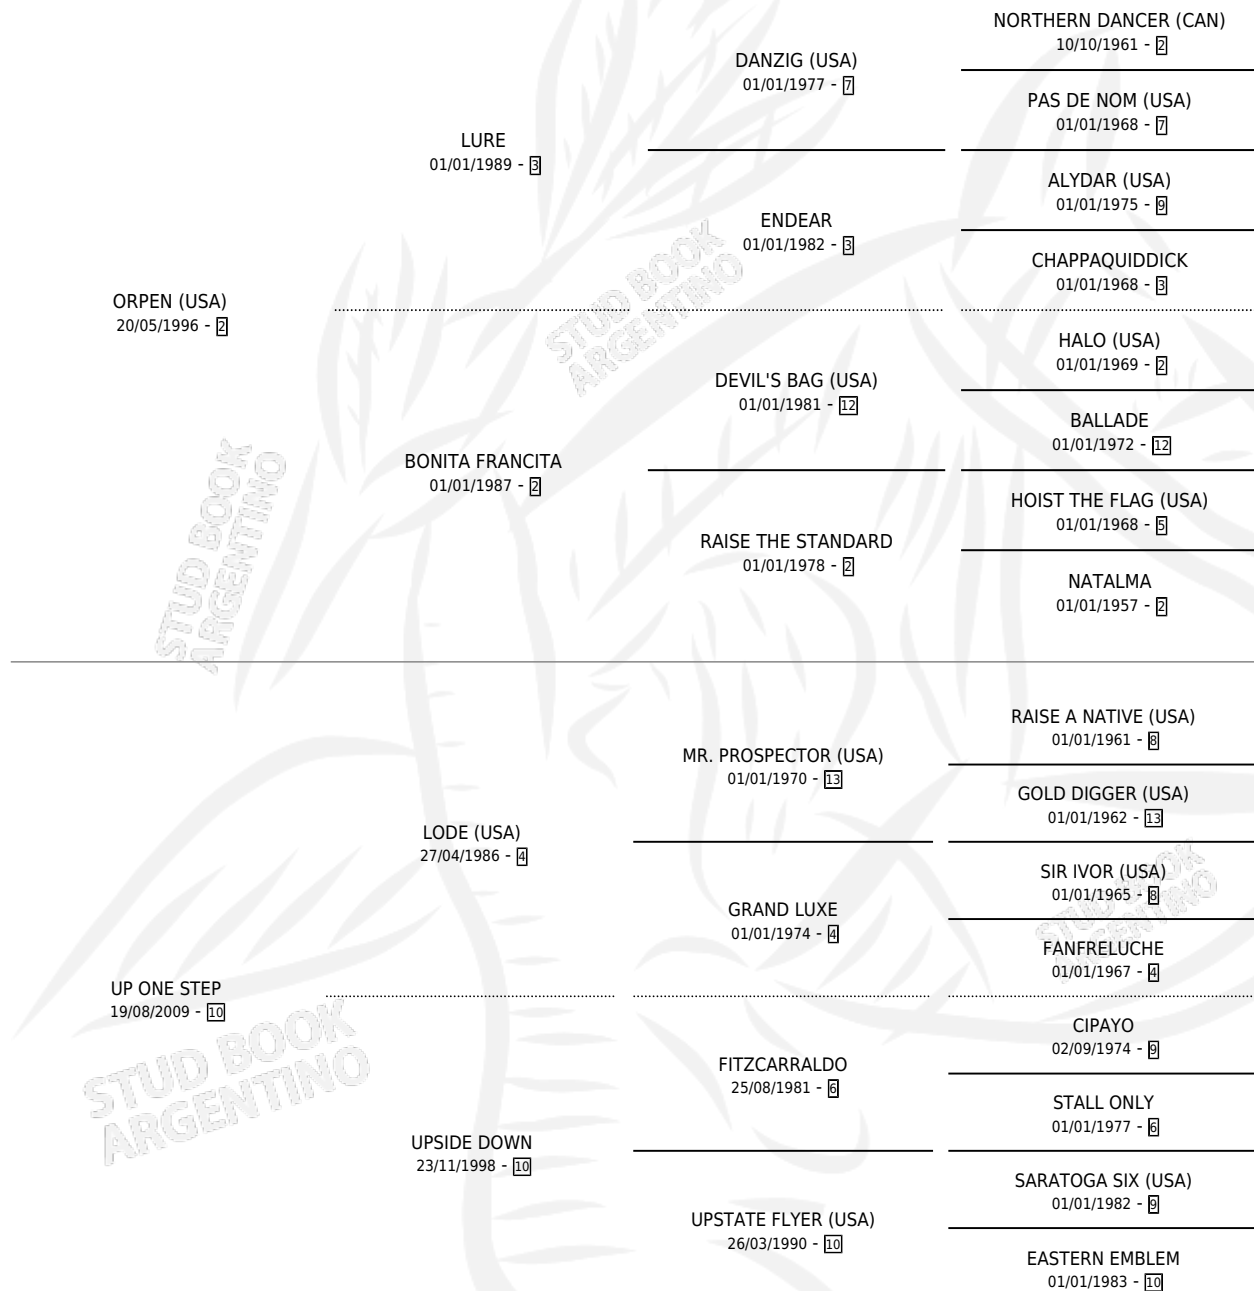 NORTHERN DANCER (CAN)
10/10/1961 - 2
DANZIG (USA)
01/01/1977 - 7
PAS DE NOM (USA)
01/01/1968 - 7
LURE
01/01/1989 - 3
ALYDAR (USA)
01/01/1975 - 9
ENDEAR
01/01/1982 - 3
CHAPPAQUIDDICK
01/01/1968 - 3
ORPEN (USA)
20/05/1996 - 2
HALO (USA)
01/01/1969 - 2
DEVIL'S BAG (USA)
01/01/1981 - 12
BALLADE
01/01/1972 - 12
BONITA FRANCITA
01/01/1987 - 2
HOIST THE FLAG (USA)
01/01/1968 - 5
RAISE THE STANDARD
01/01/1978 - 2
NATALMA
01/01/1957 - 2
STUD BOOK
ARGENTINO
STUD BOOK
ARGENTINO
RAISE A NATIVE (USA)
01/01/1961 - 8
MR. PROSPECTOR (USA)
01/01/1970 - 13
GOLD DIGGER (USA)
01/01/1962 - 13
LODE (USA)
27/04/1986 - 4
SIR IVOR (USA)
01/01/1965 - 8
GRAND LUXE
01/01/1974 - 4
FANFRELUCHE
01/01/1967 - 4
UP ONE STEP
19/08/2009 - 10
CIPAYO
02/09/1974 - 9
FITZCARRALDO
25/08/1981 - 6
STALL ONLY
01/01/1977 - 6
UPSIDE DOWN
23/11/1998 - 10
SARATOGA SIX (USA)
01/01/1982 - 9
UPSTATE FLYER (USA)
26/03/1990 - 10
EASTERN EMBLEM
01/01/1983 - 10
STUD BOOK
ARGENTINO
STUD BOOK
ARGENTINO